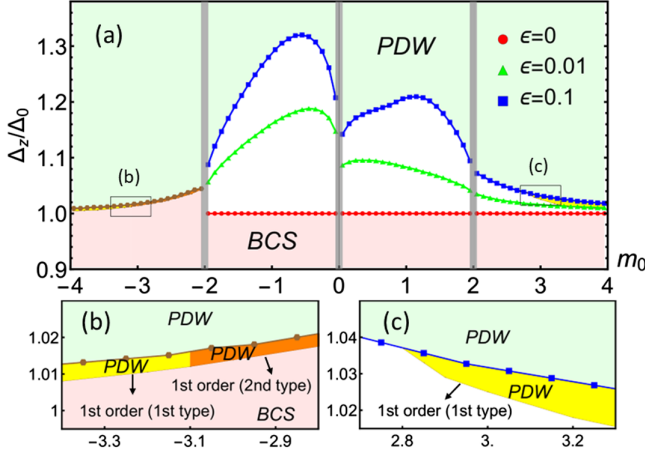 (a)
PDW
ϵ=0
ϵ=0.01
ϵ=0.1
1.3
1.2
1.1
1.0
0.9
Δz/Δ0
(b)
(c)
BCS
−4 −3 −2 −1 0 1 2 3 4 m0
(b)
PDW
1.02
1.01
1
PDW
PDW
1st order (2nd type)
1st order (1st type)
BCS
−3.3 −3.1 −2.9
(c)
PDW
1.04
1.03
1.02
PDW
1st order (1st type)
2.8 3. 3.2